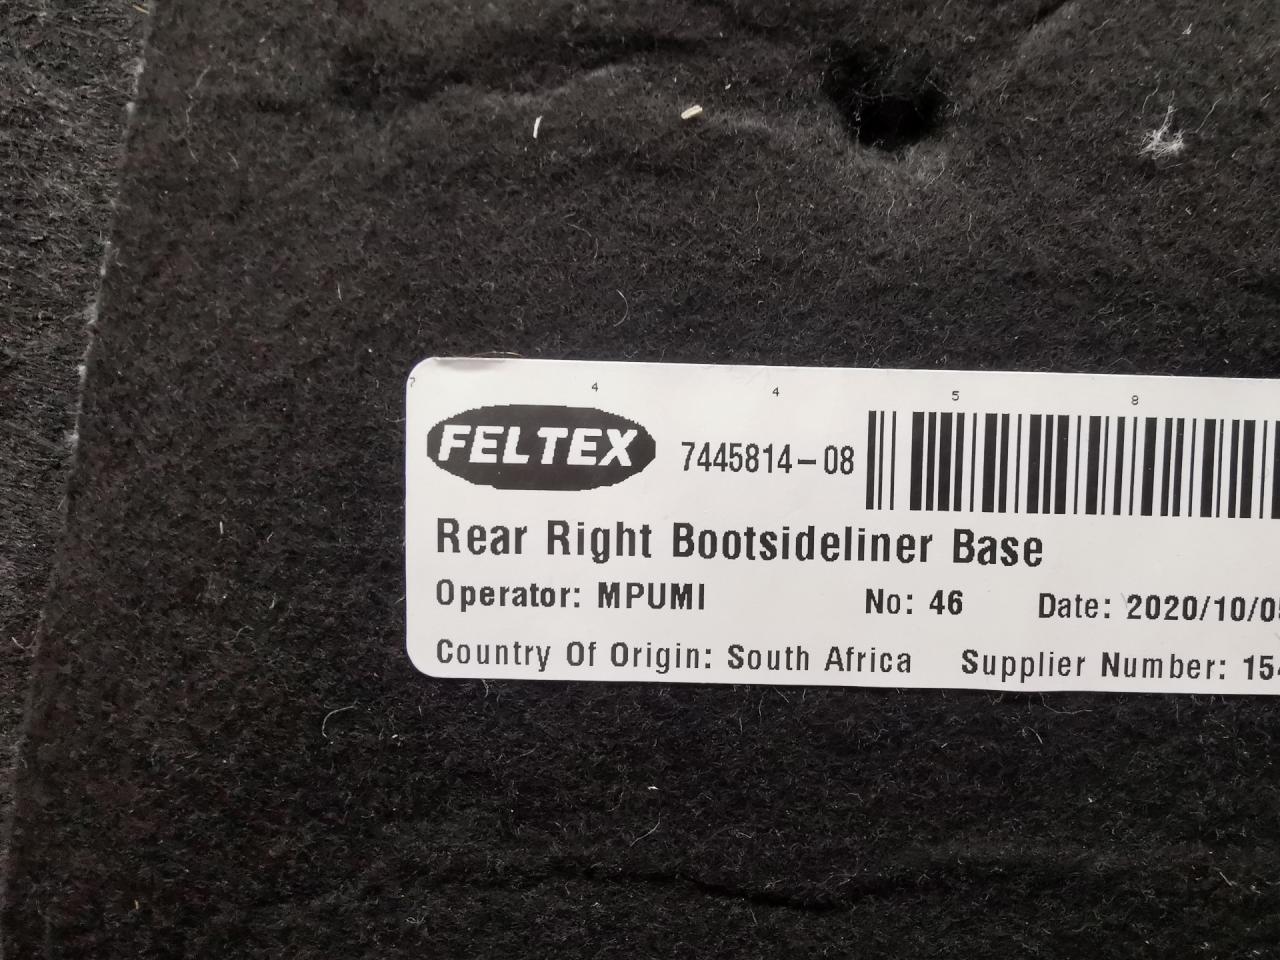 7 4 4 5 8
FELTEX 7445814-08
Rear Right Bootsideliner Base
Operator: MPUMI No: 46 Date: 2020/10/0
Country Of Origin: South Africa Supplier Number: 15